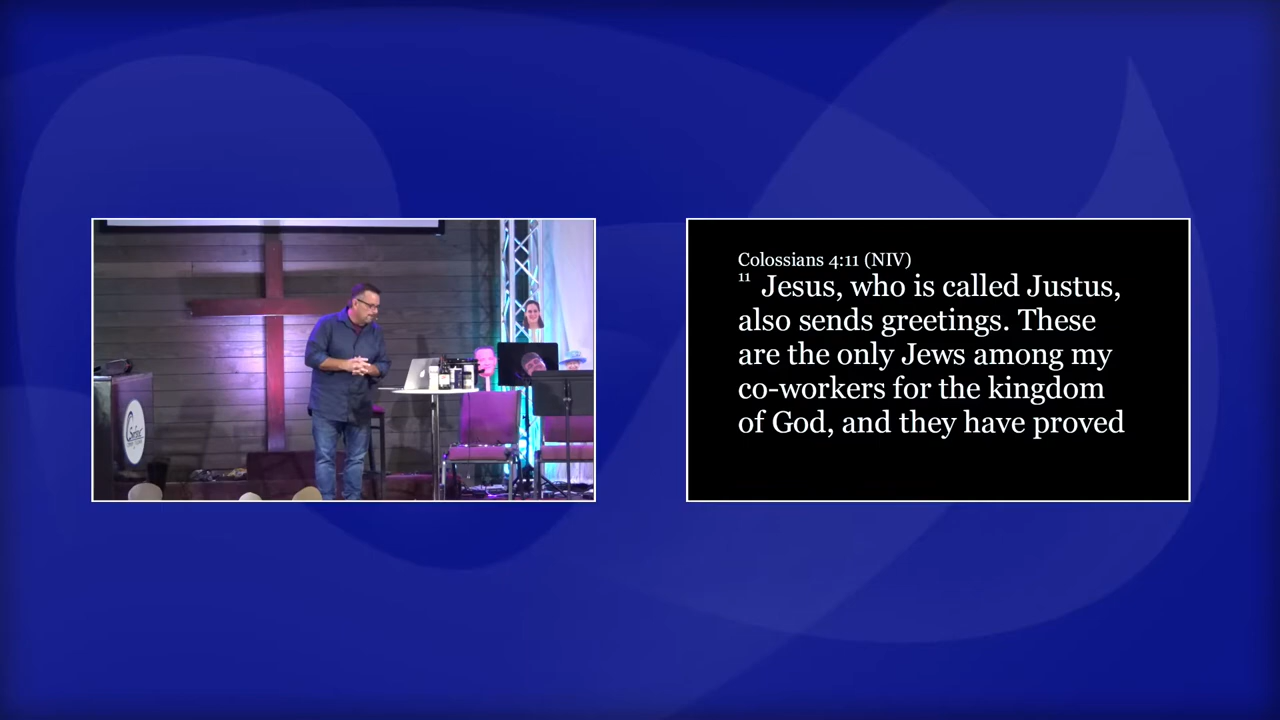 Colossians 4:11 (NIV)
11 Jesus, who is called Justus,
also sends greetings. These
are the only Jews among my
co-workers for the kingdom
of God, and they have proved